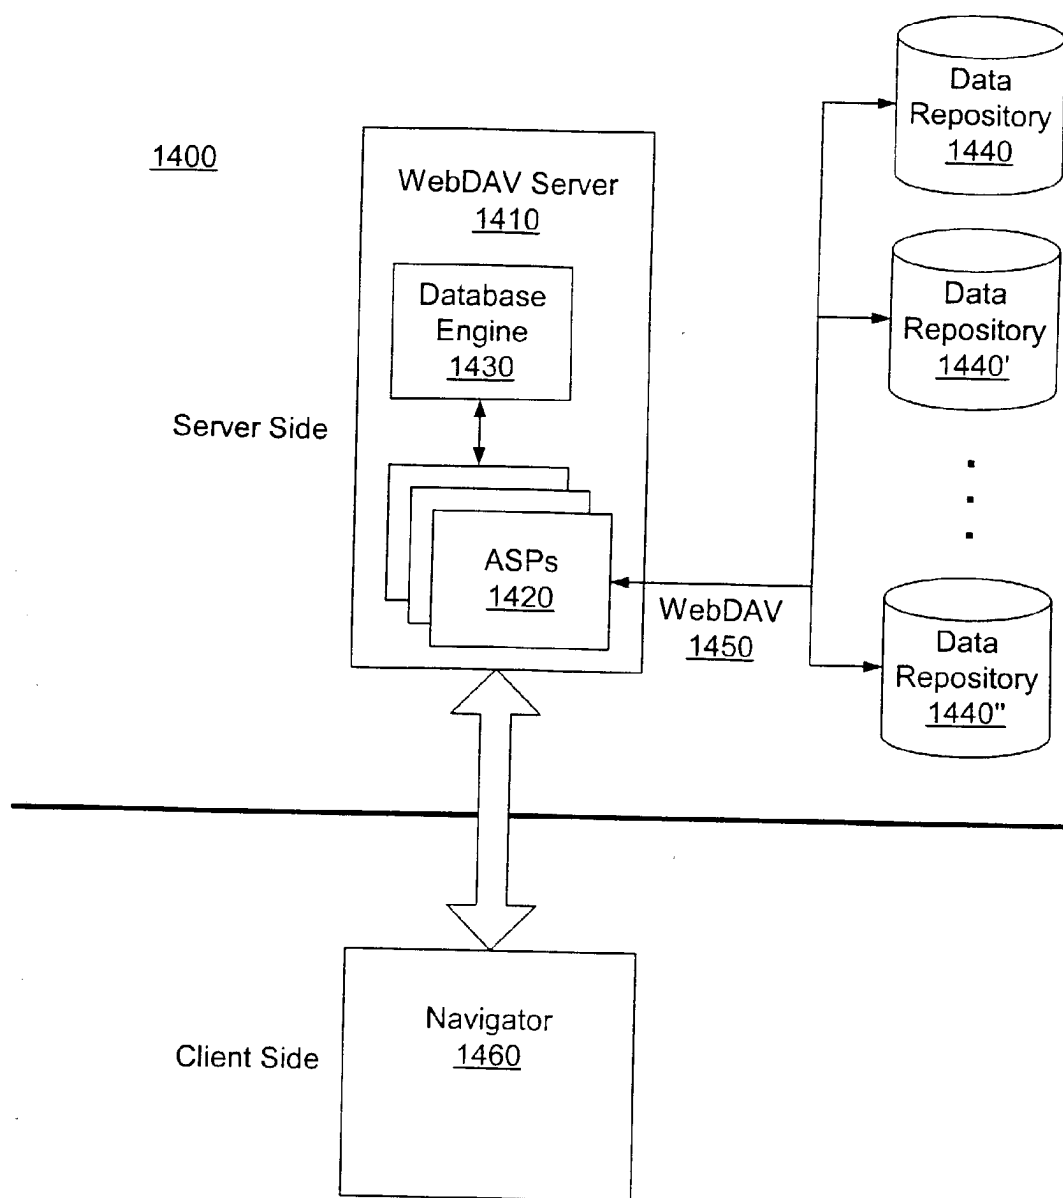 1400
WebDAV Server
1410
Database
Engine
1430
Server Side
ASPs
1420
WebDAV
1450
Data
Repository
1440
Data
Repository
1440'
Data
Repository
1440"
Client Side
Navigator
1460